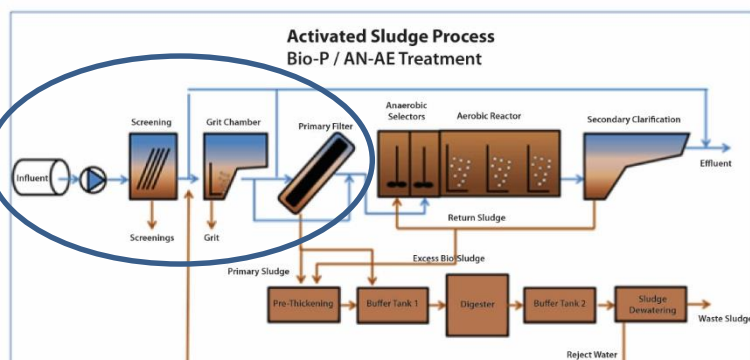 Activated Sludge Process
Bio-P / AN-AE Treatment
Screening
Grit Chamber
Primary Filter
Anaerobic
Selectors
Aerobic Reactor
Secondary Clarification
Influent
Effluent
Screenings
Grit
Return Sludge
Primary Sludge
Excess Bio Sludge
Pre-Thickening
Buffer Tank 1
Digester
Buffer Tank 2
Sludge
Dewatering
Waste Sludge
Reject Water